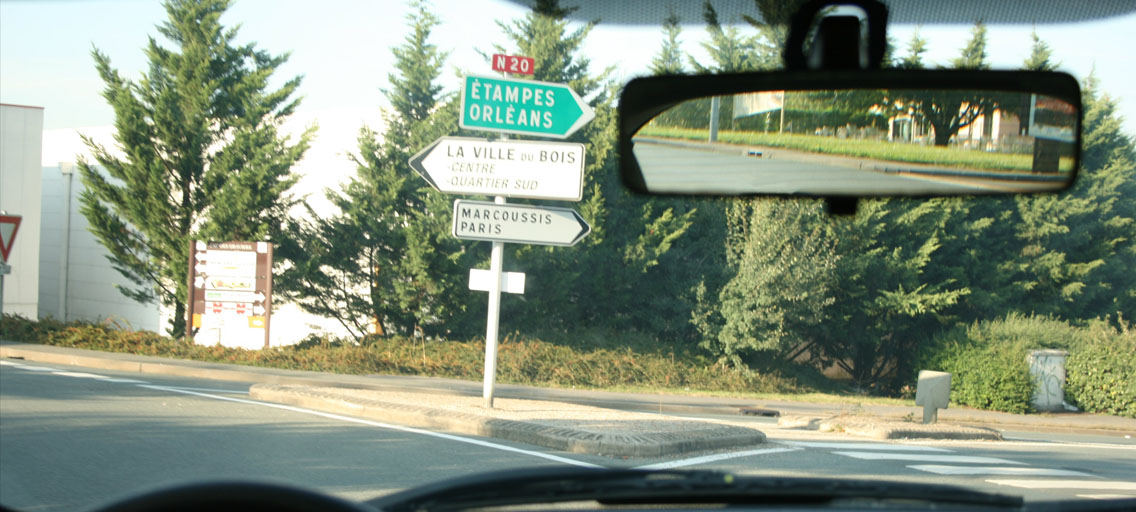 N 20
ÉTAMPES
ORLÉANS
LA VILLE DU BOIS
-CENTRE
-QUARTIER SUD
MARCOUSSIS
PARIS